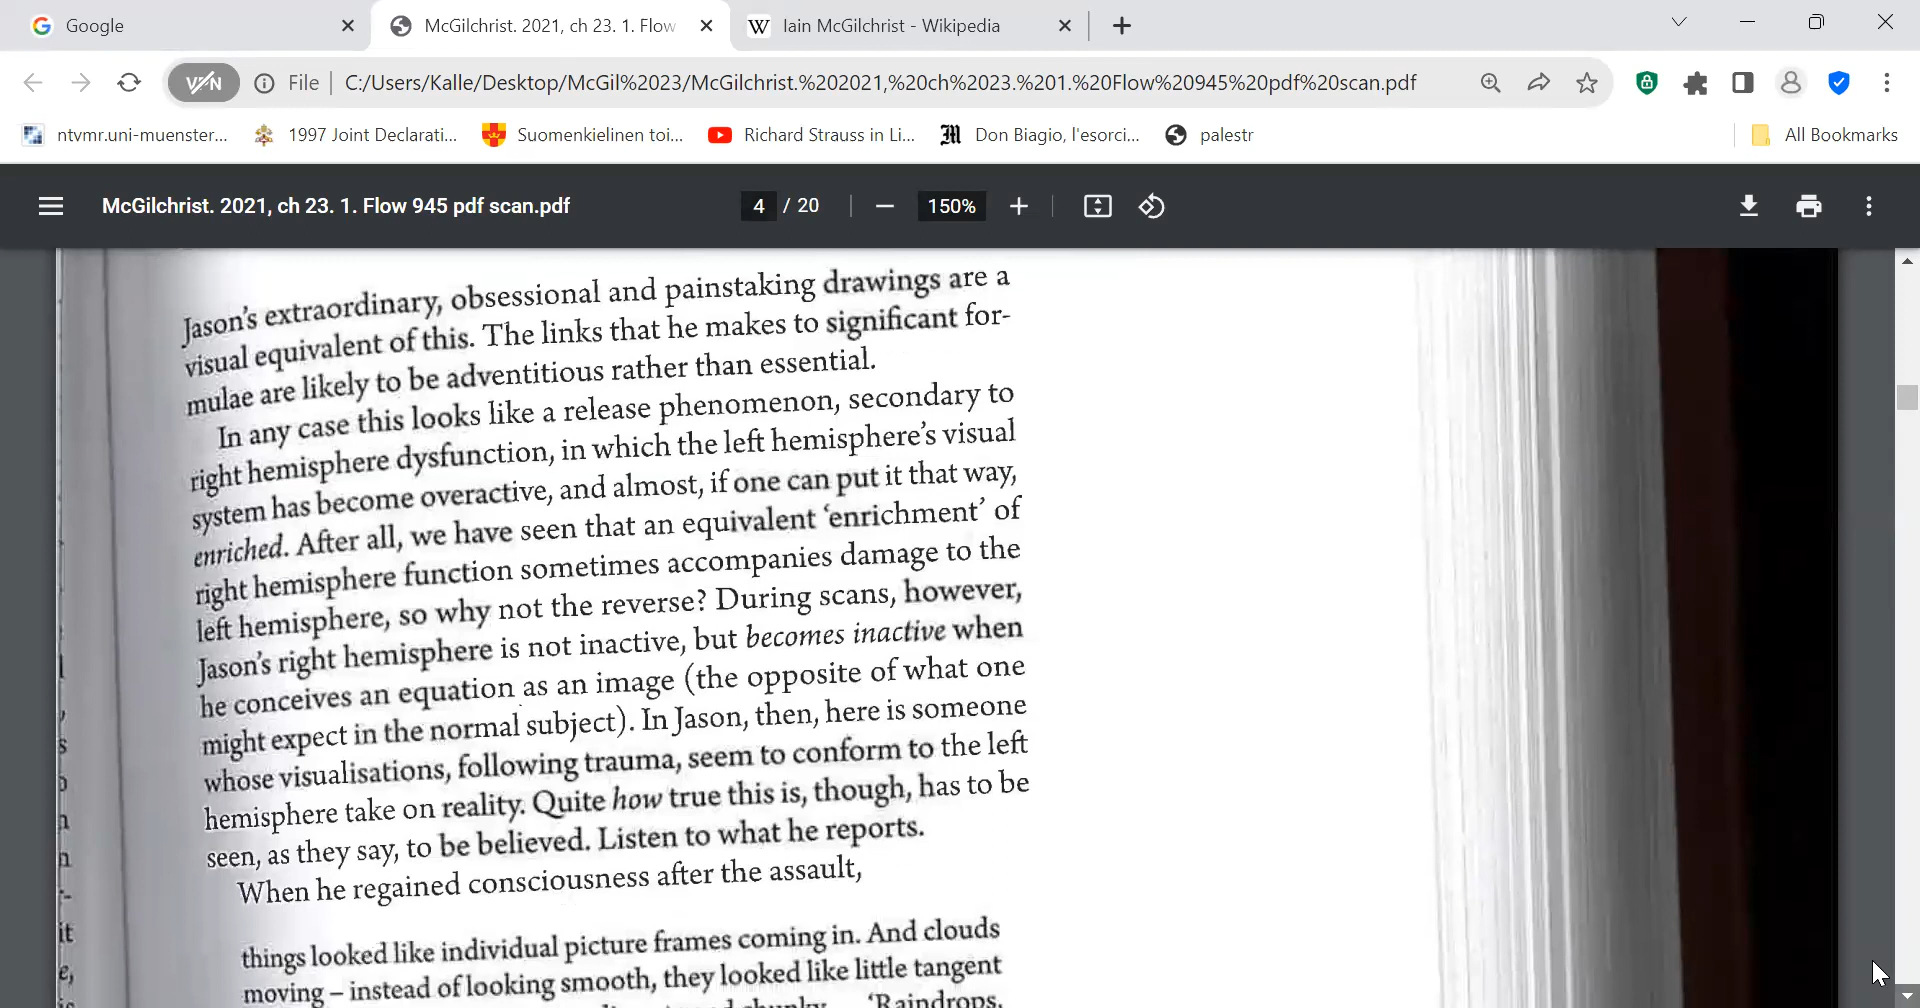 Google
McGilchrist. 2021, ch 23. 1. Flow
Iain McGilchrist - Wikipedia
VPN
File
C:/Users/Kalle/Desktop/McGil%2023/McGilchrist.%202021,%20ch%2023.%201.%20Flow%20945%20pdf%20scan.pdf
ntvmr.uni-muenster...
1997 Joint Declarati...
Suomenkielinen toi...
Richard Strauss in Li...
Don Biagio, l'esorci...
palestr
All Bookmarks
McGilchrist. 2021, ch 23. 1. Flow 945 pdf scan.pdf
4 / 20
150%
Jason's extraordinary, obsessional and painstaking drawings are a
visual equivalent of this. The links that he makes to significant for-
mulae are likely to be adventitious rather than essential.
In any case this looks like a release phenomenon, secondary to
right hemisphere dysfunction, in which the left hemisphere's visual
system has become overactive, and almost, if one can put it that way,
enriched. After all, we have seen that an equivalent 'enrichment' of
right hemisphere function sometimes accompanies damage to the
left hemisphere, so why not the reverse? During scans, however,
Jason's right hemisphere is not inactive, but becomes inactive when
he conceives an equation as an image (the opposite of what one
might expect in the normal subject). In Jason, then, here is someone
whose visualisations, following trauma, seem to conform to the left
hemisphere take on reality. Quite how true this is, though, has to be
seen, as they say, to be believed. Listen to what he reports.
When he regained consciousness after the assault,
things looked like individual picture frames coming in. And clouds
moving – instead of looking smooth, they looked like little tangent
'Raindrops,